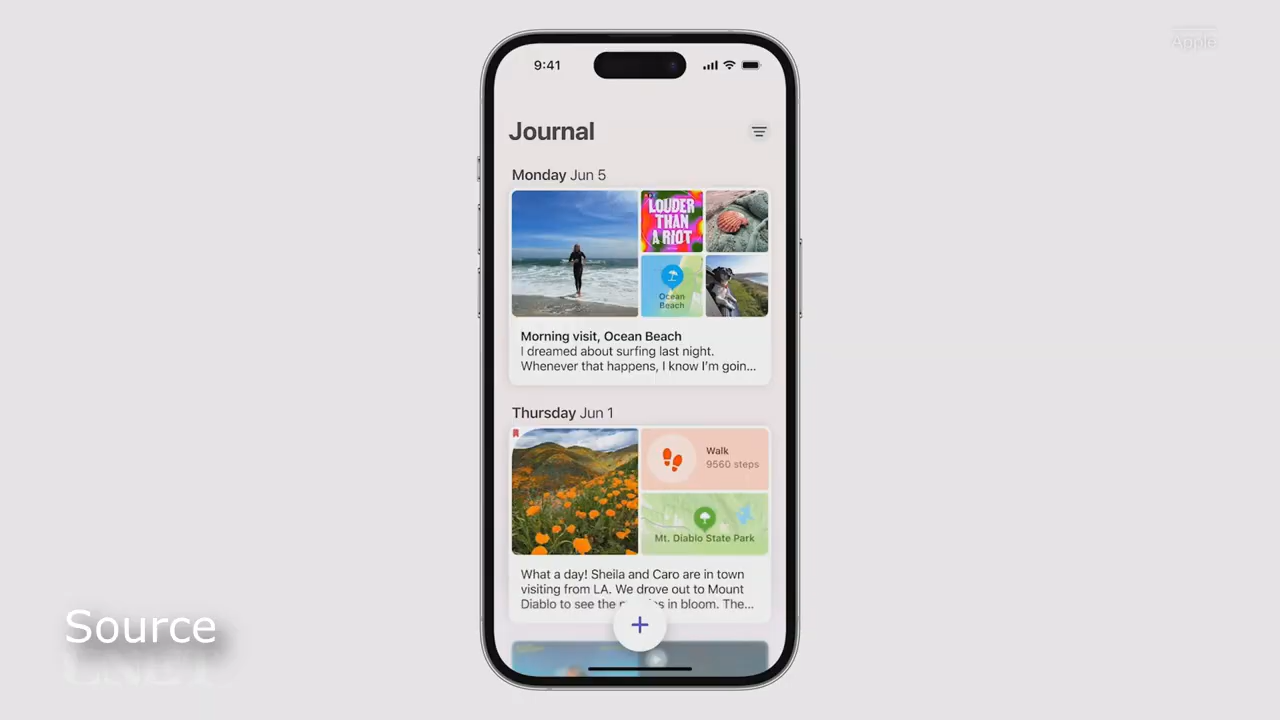 Apple
9:41
Journal
Monday Jun 5
LOUDER
THAN
A RIOT
Ocean
Beach
Morning visit, Ocean Beach
I dreamed about surfing last night.
Whenever that happens, I know I'm goin...
Thursday Jun 1
Walk
9560 steps
Mt. Diablo State Park
What a day! Sheila and Caro are in town
visiting from LA. We drove out to Mount
Diablo to see the in bloom. The...
+
Source
CNET